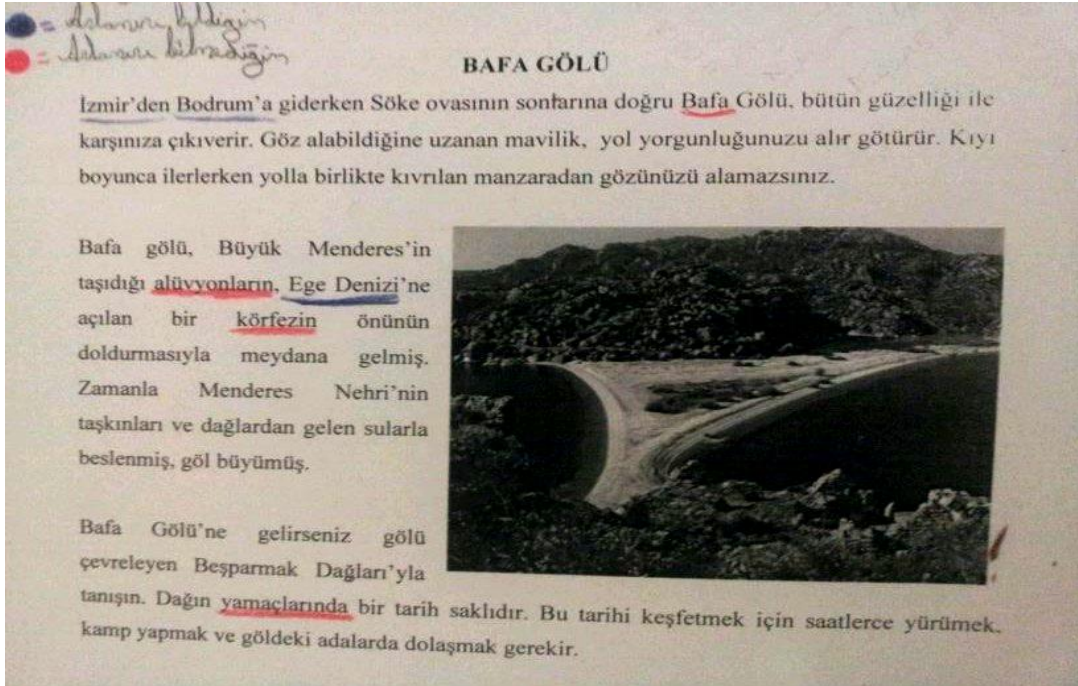 = Anlamını bildiğim
= Anlamını bilmediğim
BAFA GÖLÜ
İzmir'den Bodrum'a giderken Söke ovasının sonlarına doğru Bafa Gölü, bütün güzelliği ile
karşınıza çıkıverir. Göz alabildiğine uzanan mavilik, yol yorgunluğunuzu alır götürür. Kıyı
boyunca ilerlerken yolla birlikte kıvrılan manzaradan gözünüzü alamazsınız.
Bafa gölü, Büyük Menderes'in
taşıdığı alüvyonların, Ege Denizi'ne
açılan bir körfezin önünün
doldurmasıyla meydana gelmiş.
Zamanla Menderes Nehri'nin
taşkınları ve dağlardan gelen sularla
beslenmiş, göl büyümüş.
Bafa Gölü'ne gelirseniz gölü
çevreleyen Beşparmak Dağları'yla
tanışın. Dağın yamaçlarında bir tarih saklıdır. Bu tarihi keşfetmek için saatlerce yürümek,
kamp yapmak ve göldeki adalarda dolaşmak gerekir.